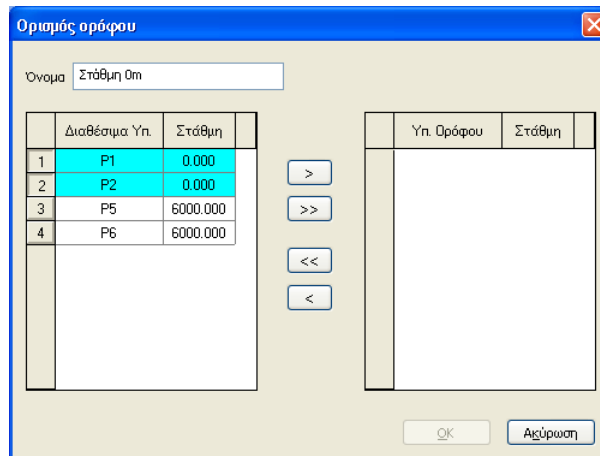 Ορισμός ορόφου
Όνομα Στάθμη 0m
Διαθέσιμα Υπ. Στάθμη
1 P1 0.000
2 P2 0.000
3 P5 6000.000
4 P6 6000.000
>
>>
<<
<
Υπ. Ορόφου Στάθμη
OK Ακύρωση